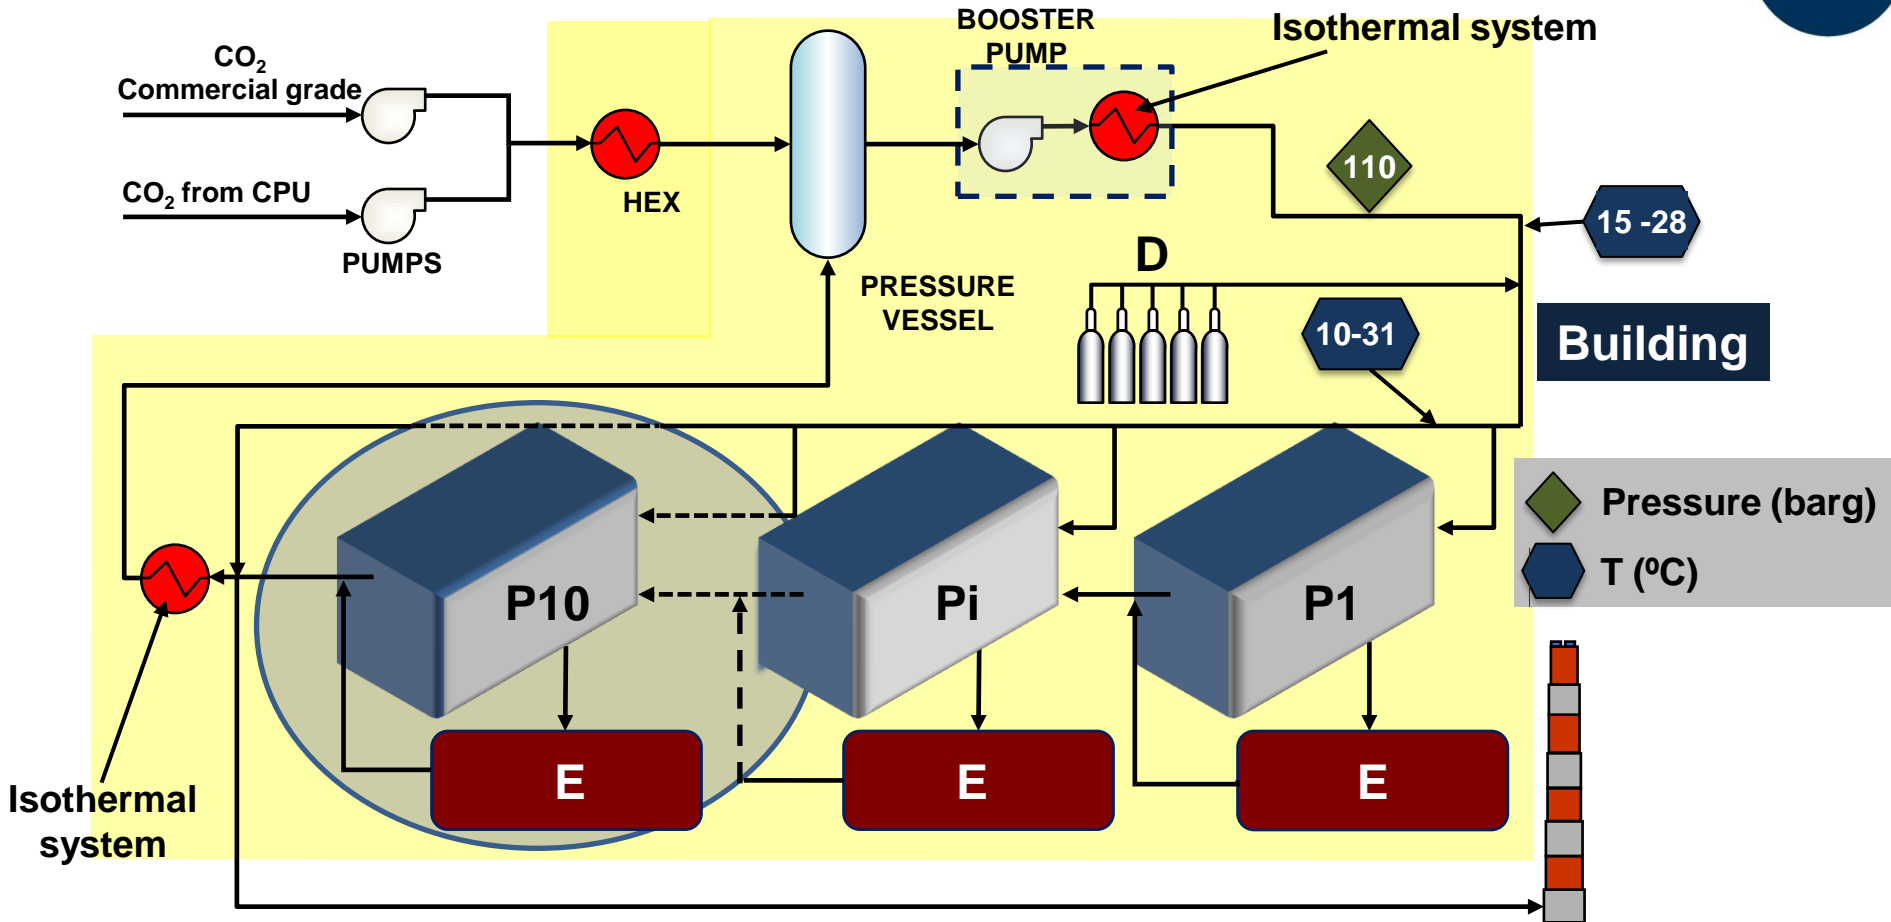 BOOSTER
PUMP
Isothermal system
CO₂
Commercial grade
CO₂ from CPU
PUMPS
HEX
110
15 -28
D
PRESSURE
VESSEL
10-31
Building
Pressure (barg)
T (ºC)
P10
Pi
P1
E
E
E
Isothermal
system